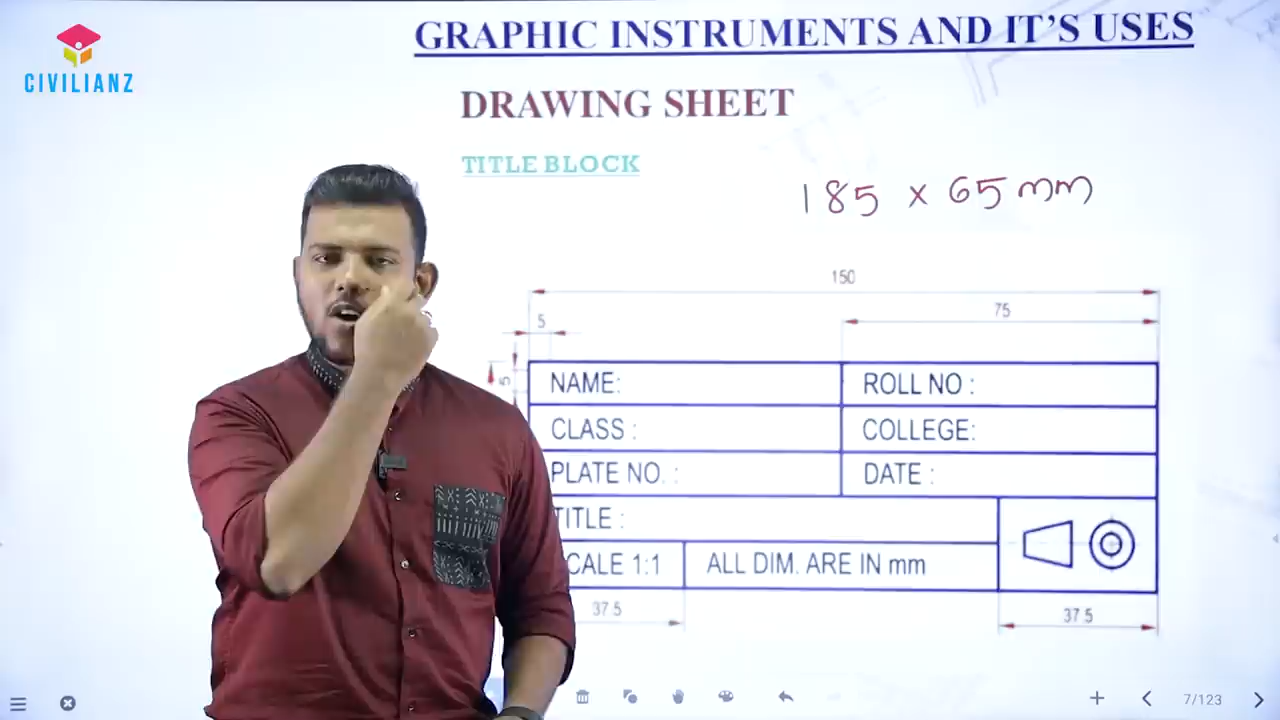 GRAPHIC INSTRUMENTS AND IT'S USES
CIVILIANZ
DRAWING SHEET
TITLE BLOCK
185 x 65 mm
150
75
5
5
NAME:
ROLL NO :
CLASS :
COLLEGE:
PLATE NO. :
DATE :
TITLE :
CALE 1:1
ALL DIM. ARE IN mm
37.5
37.5
7/123